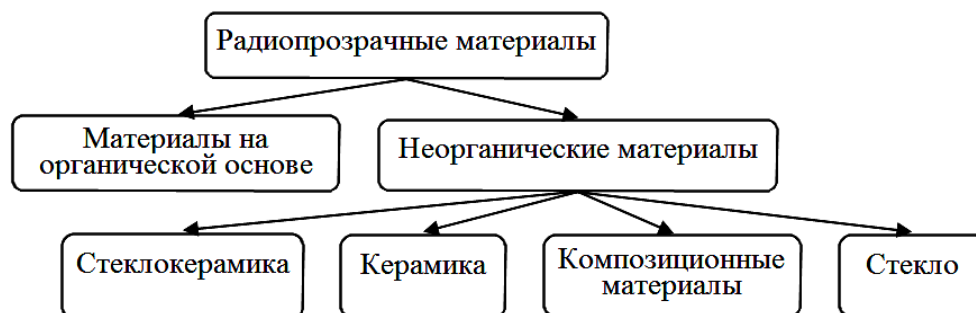 Радиопрозрачные материалы
Материалы на
органической основе
Неорганические материалы
Стеклокерамика
Керамика
Композиционные
материалы
Стекло